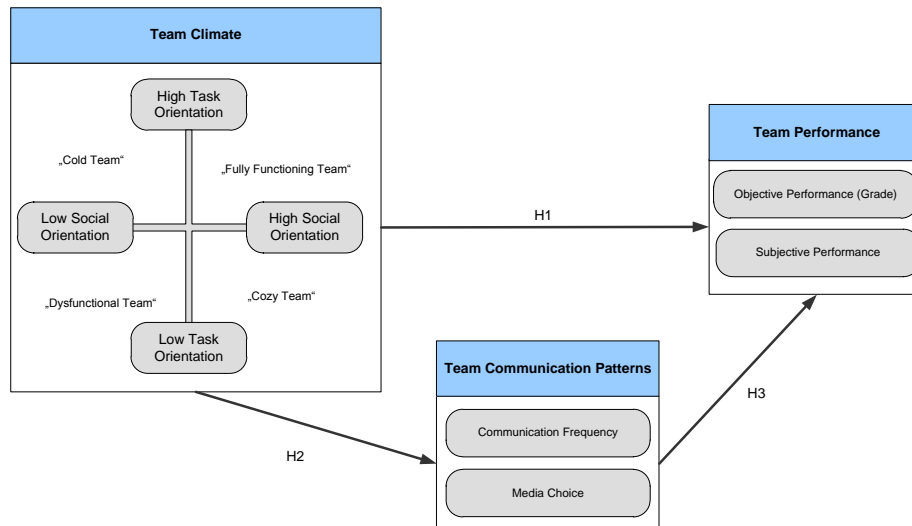 Team Climate
High Task
Orientation
„Cold Team“
„Fully Functioning Team“
Low Social
Orientation
High Social
Orientation
„Dysfunctional Team“
„Cozy Team“
Low Task
Orientation
H1
Team Performance
Objective Performance (Grade)
Subjective Performance
H2
Team Communication Patterns
Communication Frequency
Media Choice
H3